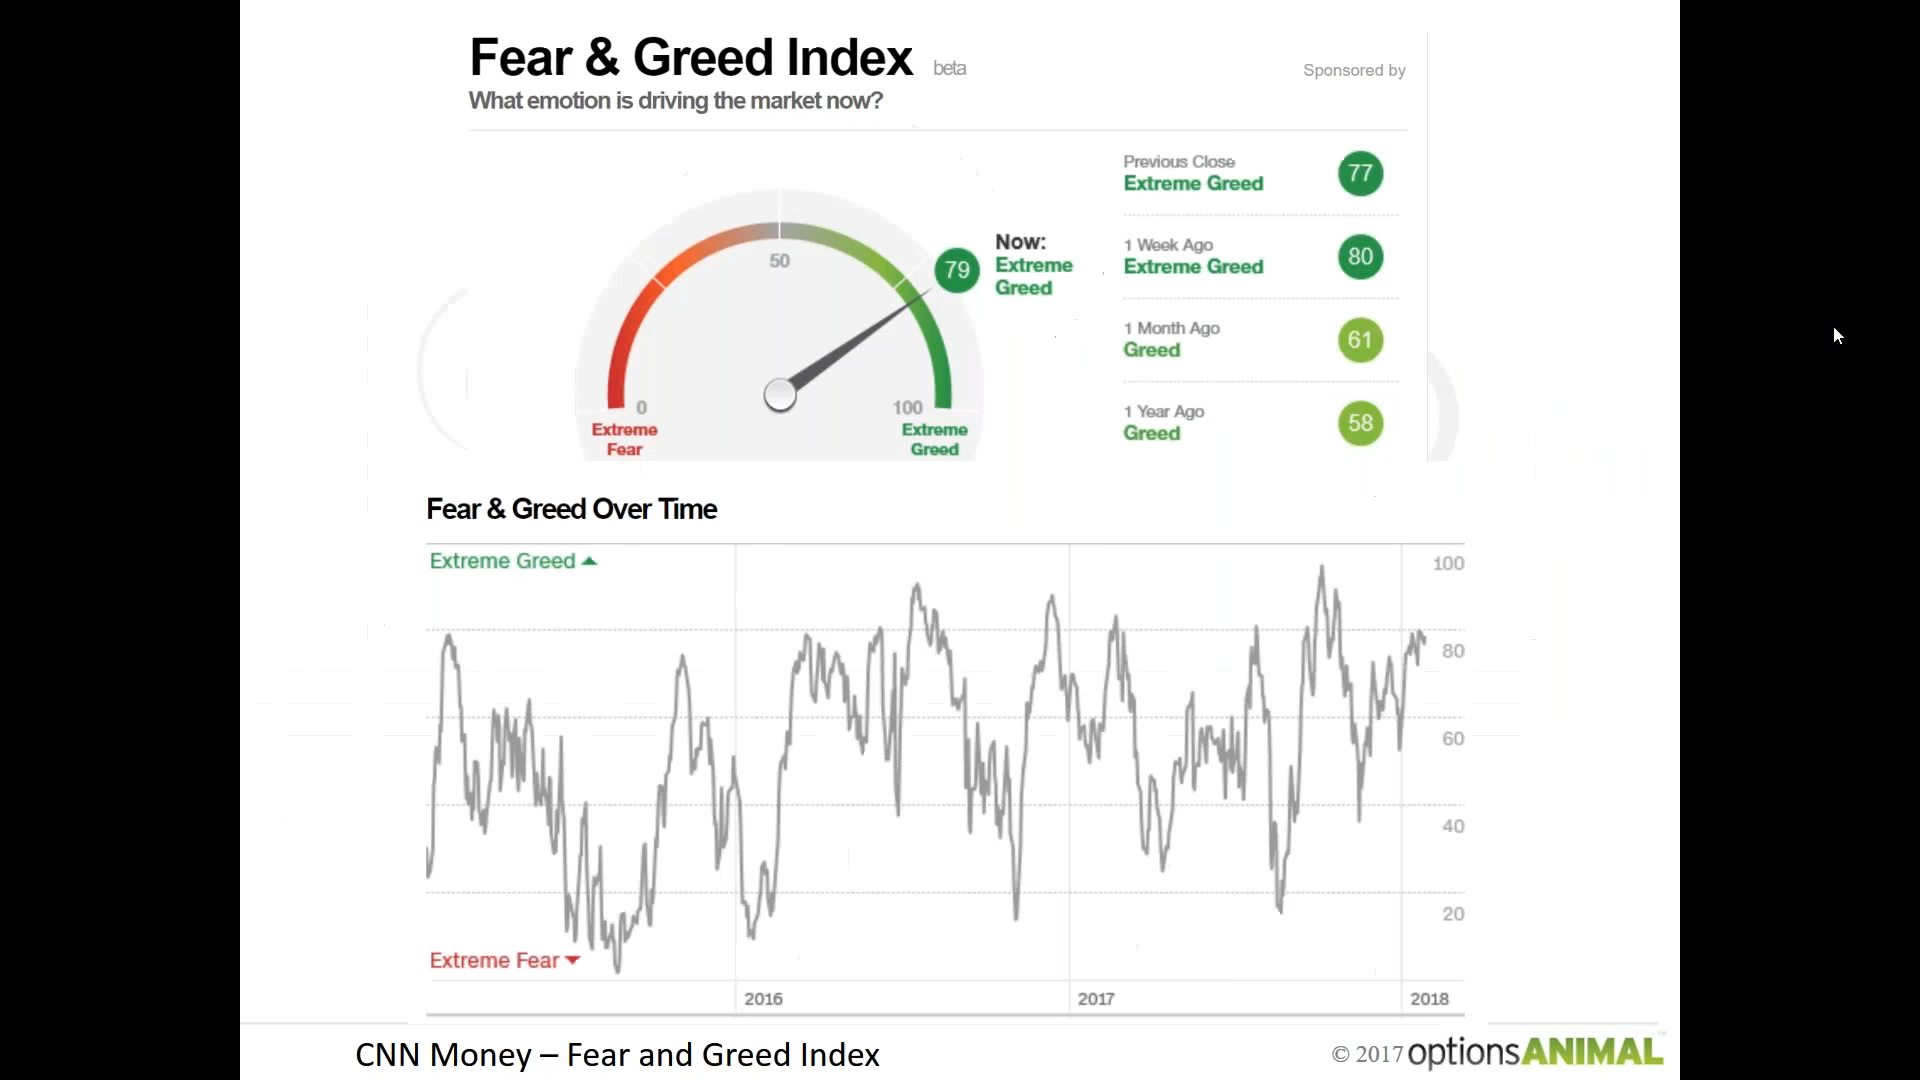 Fear & Greed Index beta
Sponsored by
What emotion is driving the market now?
Previous Close
Extreme Greed
77
1 Week Ago
Extreme Greed
80
1 Month Ago
Greed
61
1 Year Ago
Greed
58
Now:
Extreme
Greed
79
50
0
100
Extreme
Fear
Extreme
Greed
Fear & Greed Over Time
Extreme Greed
100
80
60
40
20
Extreme Fear
2016
2017
2018
CNN Money – Fear and Greed Index
© 2017 optionsANIMAL™